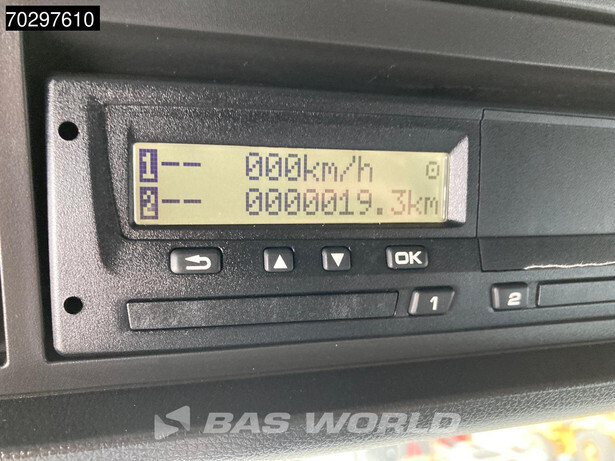 70297610
1 -- 000km/h
2 -- 0000019.3km
OK
1
2
BAS WORLD